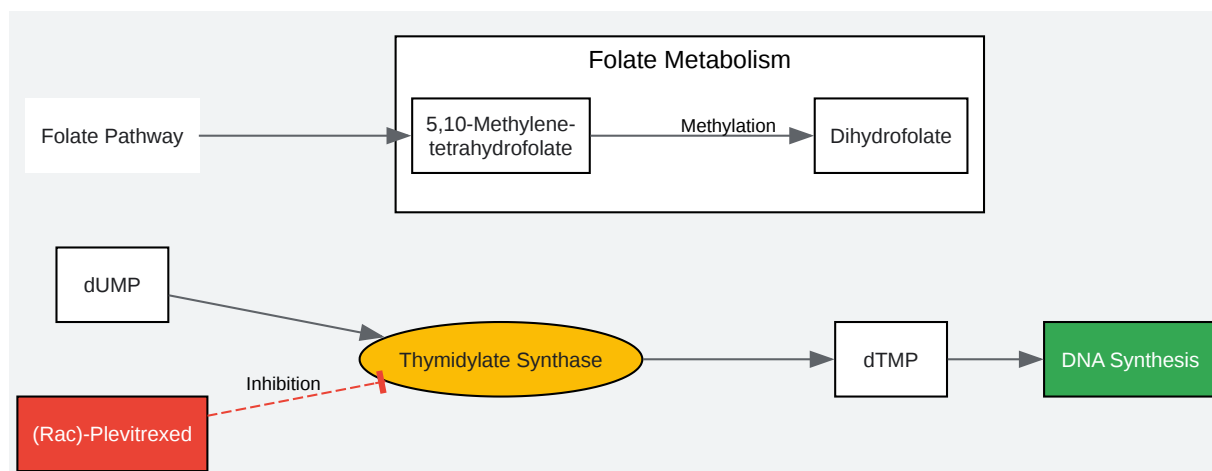 Folate Metabolism
Folate Pathway
5,10-Methylene-
tetrahydrofolate
Methylation
Dihydrofolate
dUMP
Thymidylate Synthase
dTMP
DNA Synthesis
Inhibition
(Rac)-Plevitrexed